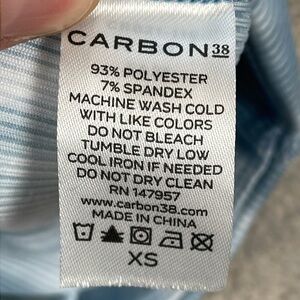 CARBON38
93% POLYESTER
7% SPANDEX
MACHINE WASH COLD
WITH LIKE COLORS
DO NOT BLEACH
TUMBLE DRY LOW
COOL IRON IF NEEDED
DO NOT DRY CLEAN
RN 147957
www.carbon38.com
MADE IN CHINA
XS